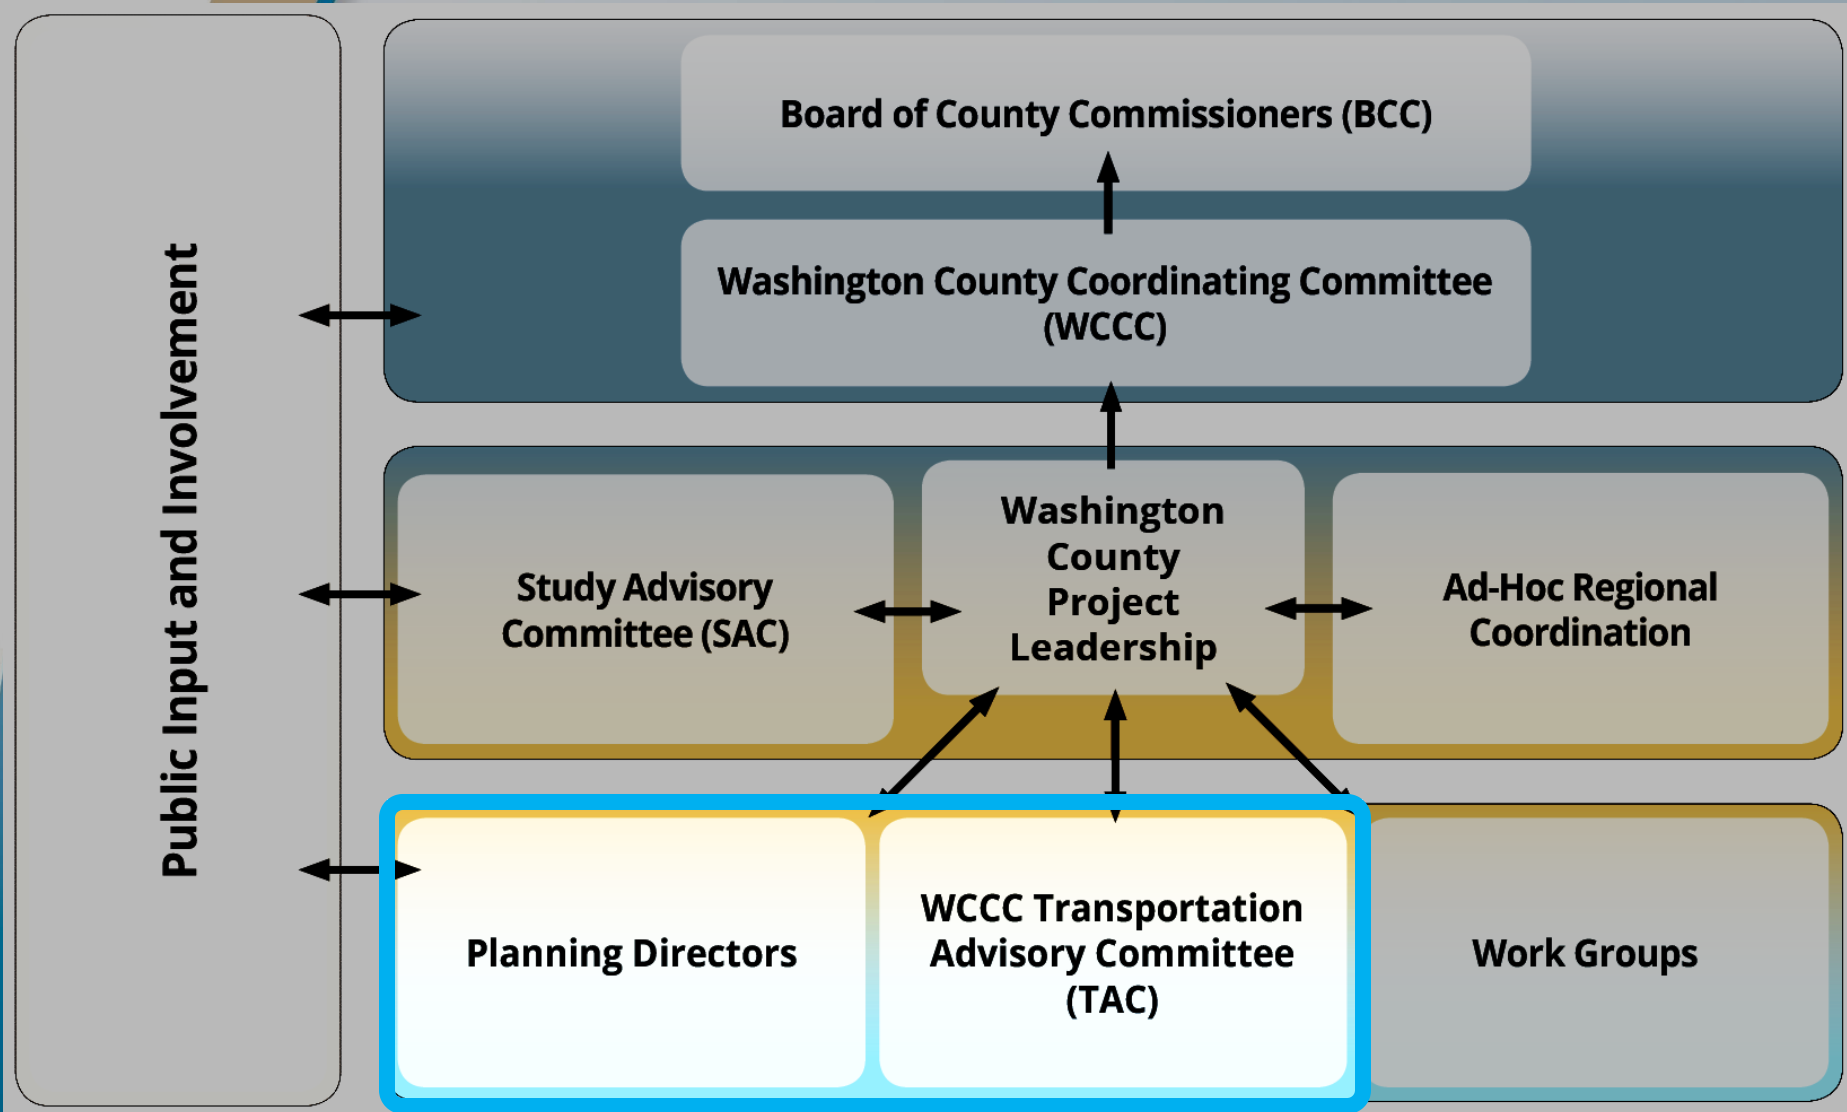 Public Input and Involvement
Board of County Commissioners (BCC)
Washington County Coordinating Committee
(WCCC)
Study Advisory
Committee (SAC)
Washington
County
Project
Leadership
Ad-Hoc Regional
Coordination
Planning Directors
WCCC Transportation
Advisory Committee
(TAC)
Work Groups